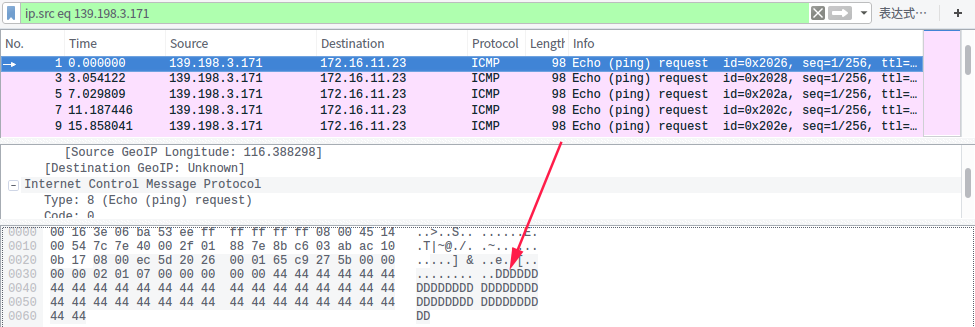 ip.src eq 139.198.3.171 表达式…
No. Time Source Destination Protocol Length Info
1 0.000000 139.198.3.171 172.16.11.23 ICMP 98 Echo (ping) request id=0x2026, seq=1/256, ttl=…
3 3.054122 139.198.3.171 172.16.11.23 ICMP 98 Echo (ping) request id=0x2028, seq=1/256, ttl=…
5 7.029809 139.198.3.171 172.16.11.23 ICMP 98 Echo (ping) request id=0x202a, seq=1/256, ttl=…
7 11.187446 139.198.3.171 172.16.11.23 ICMP 98 Echo (ping) request id=0x202c, seq=1/256, ttl=…
9 15.858041 139.198.3.171 172.16.11.23 ICMP 98 Echo (ping) request id=0x202e, seq=1/256, ttl=…
[Source GeoIP Longitude: 116.388298]
[Destination GeoIP: Unknown]
Internet Control Message Protocol
Type: 8 (Echo (ping) request)
Code: 0
0000 00 16 3e 06 ba 53 ee ff ff ff ff ff 08 00 45 14 ..>..S.. ......E.
0010 00 54 7c 7e 40 00 2f 01 88 7e 8b c6 03 ab ac 10 .T|~@./. .~......
0020 0b 17 08 00 ec 5d 20 26 00 01 65 c9 27 5b 00 00 .....] & ..e.'[..
0030 00 00 02 01 07 00 00 00 00 00 44 44 44 44 44 44 ........ ..DDDDDD
0040 44 44 44 44 44 44 44 44 44 44 44 44 44 44 44 44 DDDDDDDD DDDDDDDD
0050 44 44 44 44 44 44 44 44 44 44 44 44 44 44 44 44 DDDDDDDD DDDDDDDD
0060 44 44 DD